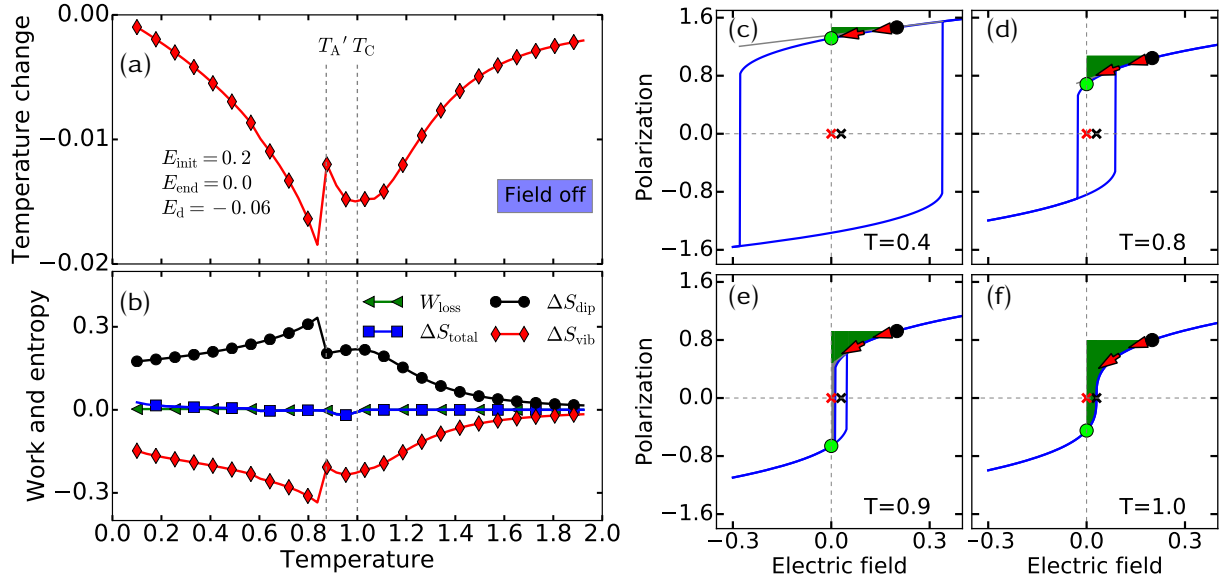 0.00
−0.01
−0.02
Temperature change
(a)
T_A′ T_C
E_init = 0.2
E_end = 0.0
E_d = −0.06
Field off
(b)
W_loss
ΔS_dip
ΔS_total
ΔS_vib
0.3
0.0
−0.3
Work and entropy
0.0 0.2 0.4 0.6 0.8 1.0 1.2 1.4 1.6 1.8 2.0
Temperature
(c)
1.6
0.8
0.0
−0.8
−1.6
Polarization
T=0.4
(d)
T=0.8
(e)
1.6
0.8
0.0
−0.8
−1.6
Polarization
T=0.9
−0.3 0.0 0.3
Electric field
(f)
T=1.0
−0.3 0.0 0.3
Electric field